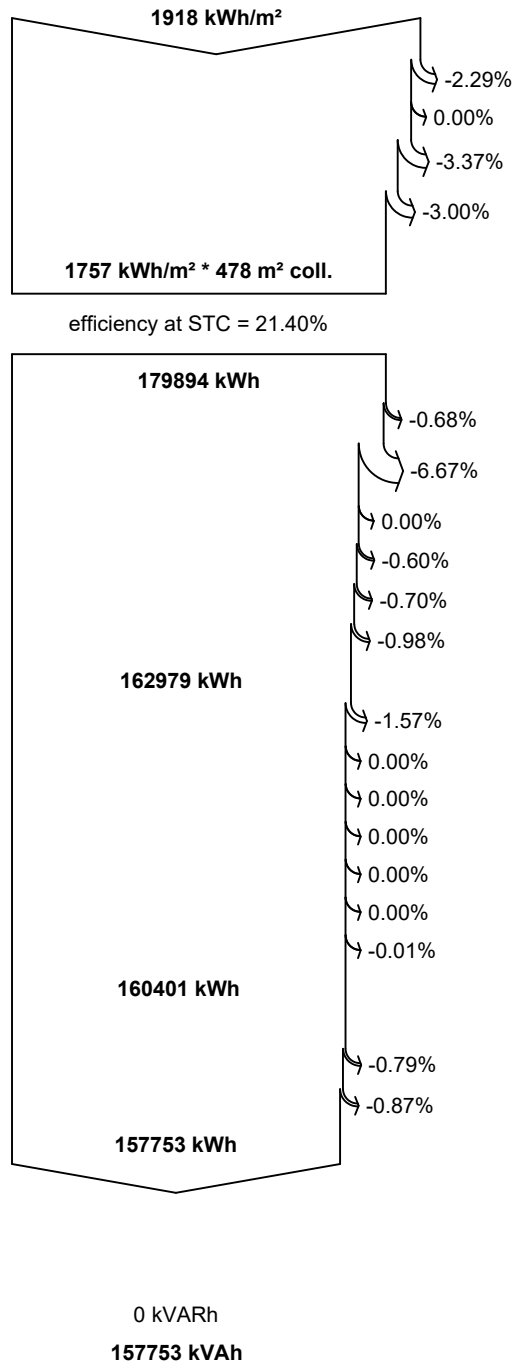 1918 kWh/m²
-2.29%
0.00%
-3.37%
-3.00%
1757 kWh/m² * 478 m² coll.
efficiency at STC = 21.40%
179894 kWh
-0.68%
-6.67%
0.00%
-0.60%
-0.70%
-0.98%
162979 kWh
-1.57%
0.00%
0.00%
0.00%
0.00%
0.00%
-0.01%
160401 kWh
-0.79%
-0.87%
157753 kWh
0 kVARh
157753 kVAh